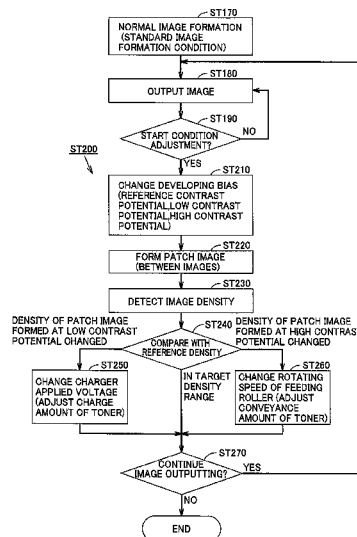 ST170
NORMAL IMAGE FORMATION
(STANDARD IMAGE
FORMATION CONDITION)
ST180
OUTPUT IMAGE
ST190
START CONDITION
ADJUSTMENT?
NO
YES
ST200
ST210
CHANGE DEVELOPING BIAS
(REFERENCE CONTRAST
POTENTIAL,LOW CONTRAST
POTENTIAL,HIGH CONTRAST
POTENTIAL)
ST220
FORM PATCH IMAGE
(BETWEEN IMAGES)
ST230
DETECT IMAGE DENSITY
DENSITY OF PATCH IMAGE
FORMED AT LOW CONTRAST
POTENTIAL CHANGED
ST240
COMPARE WITH
REFERENCE DENSITY
DENSITY OF PATCH IMAGE
FORMED AT HIGH CONTRAST
POTENTIAL CHANGED
ST250
CHANGE CHARGER
APPLIED VOLTAGE
(ADJUST CHARGE
AMOUNT OF TONER)
IN TARGET
DENSITY
RANGE
ST260
CHANGE ROTATING
SPEED OF FEEDING
ROLLER (ADJUST
CONVEYANCE
AMOUNT OF TONER)
ST270
CONTINUE
IMAGE OUTPUTTING?
YES
NO
END